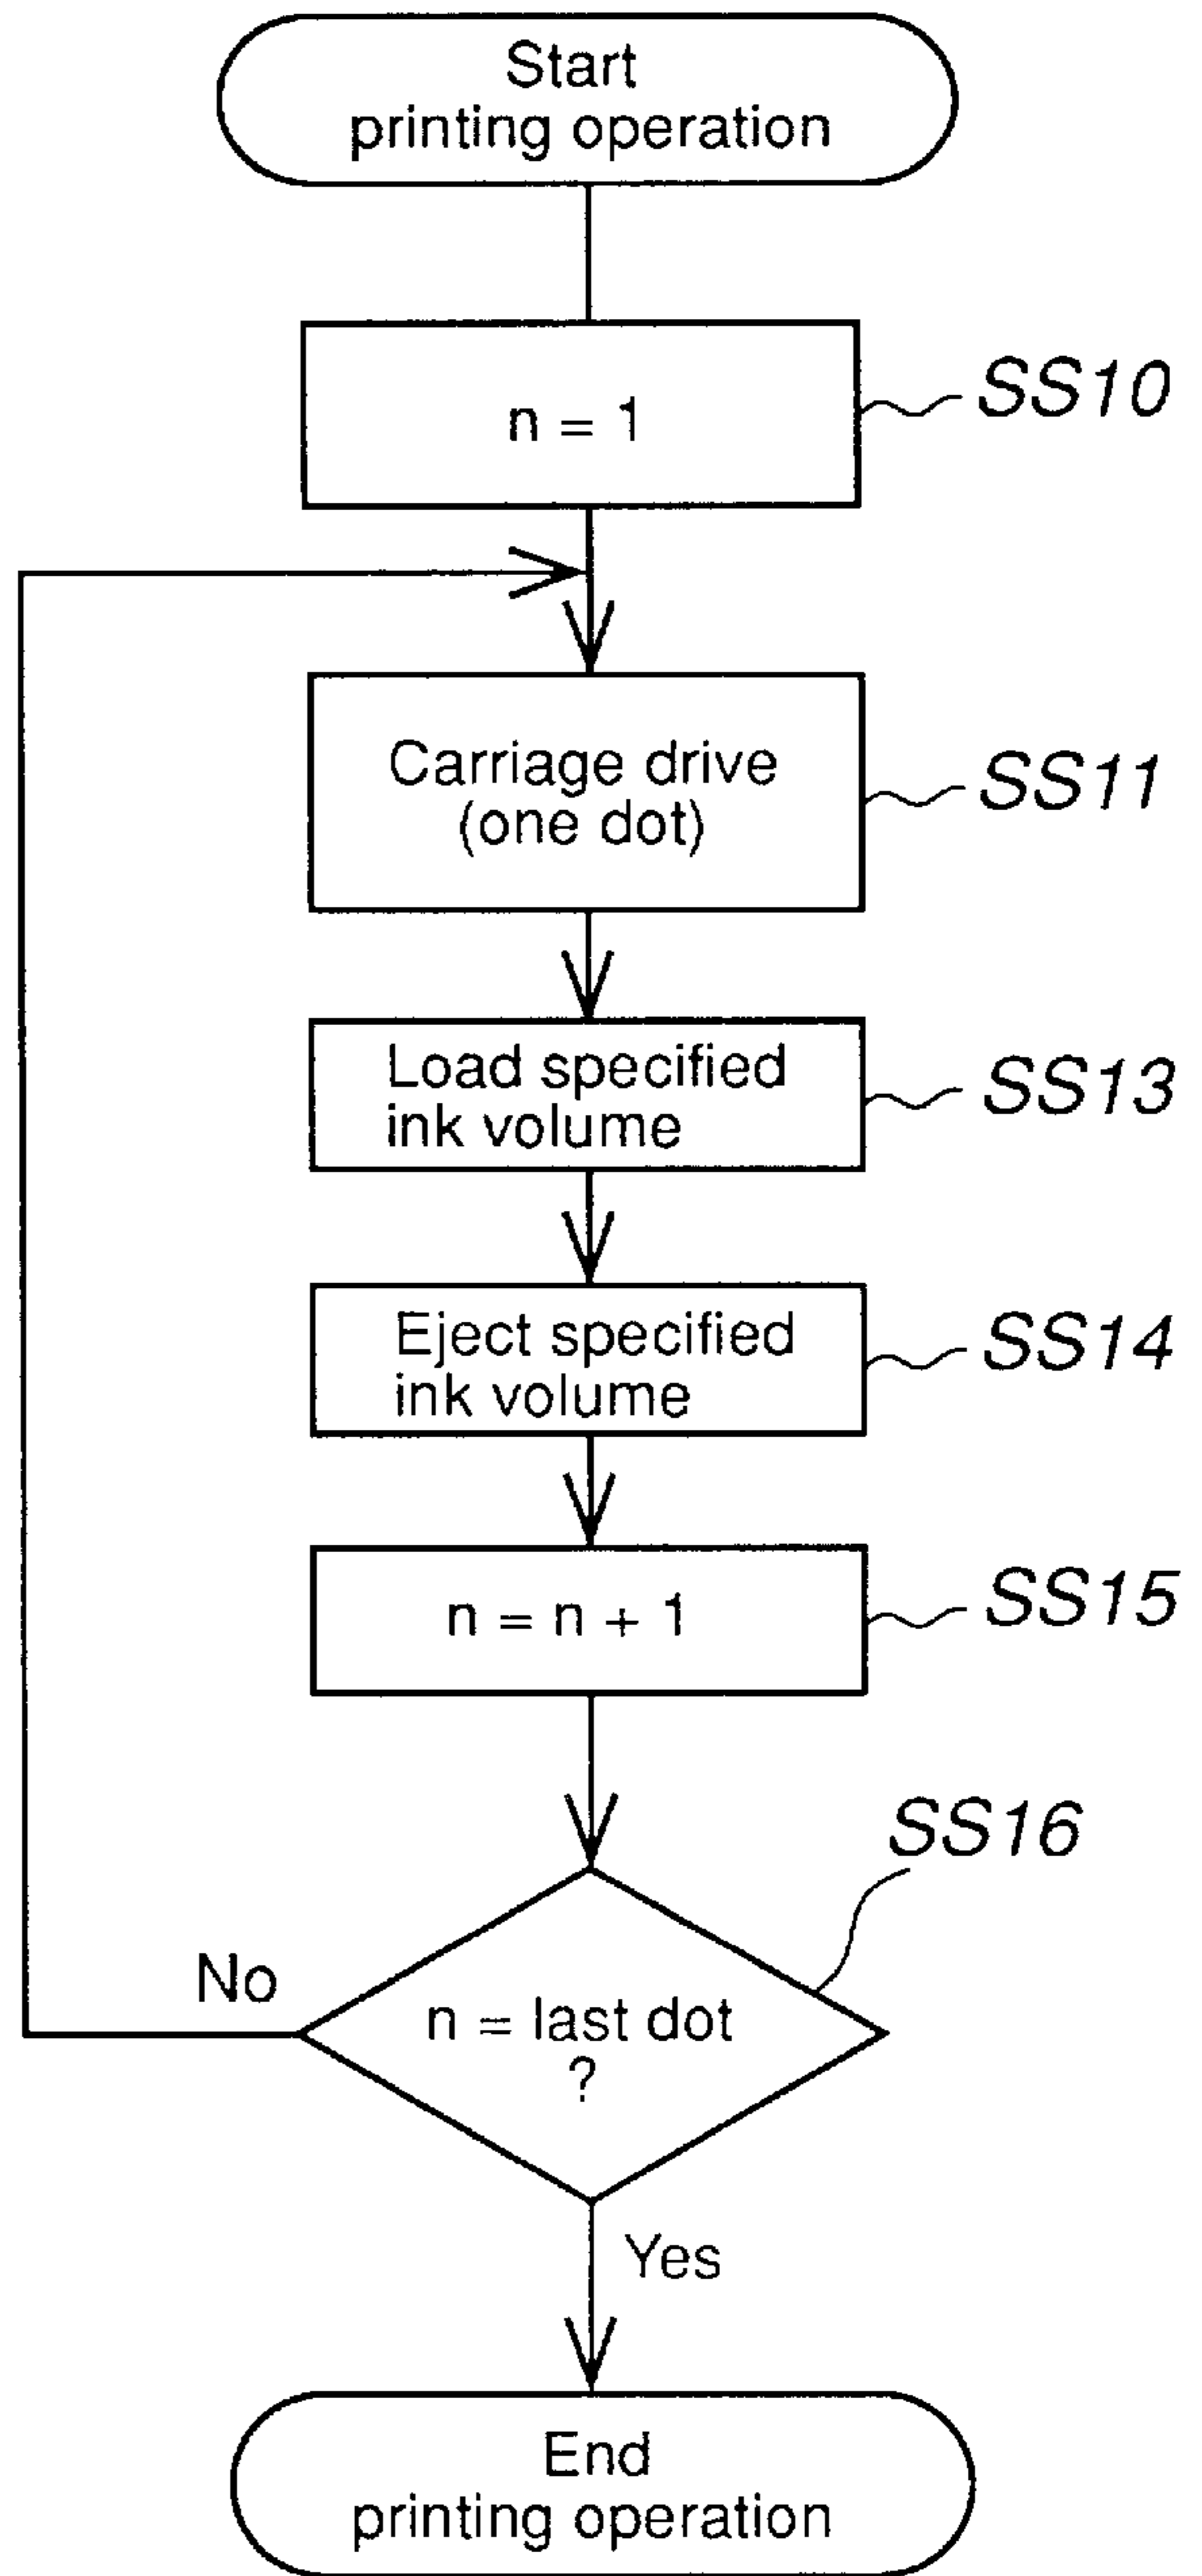 Start
printing operation
n = 1
SS10
Carriage drive
(one dot)
SS11
Load specified
ink volume
SS13
Eject specified
ink volume
SS14
n = n + 1
SS15
SS16
No
n = last dot
?
Yes
End
printing operation